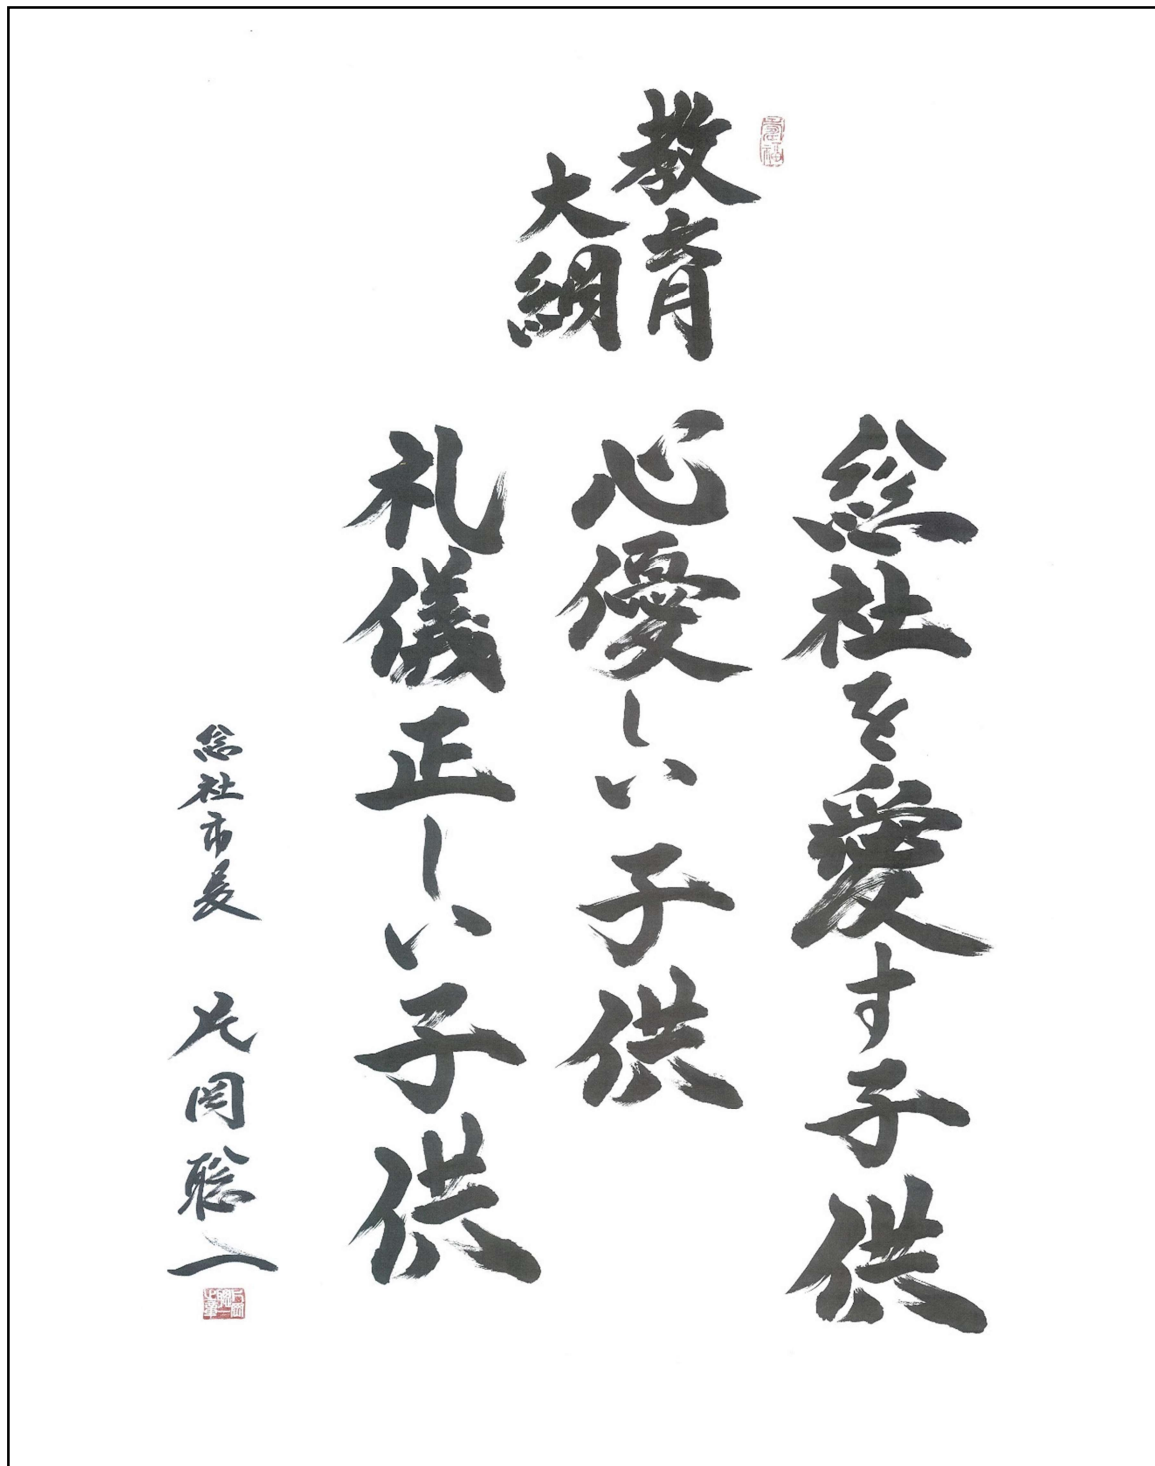 教育
大綱
総社を愛す子供
心優しい子供
礼儀正しい子供
総社市長 片岡聡一